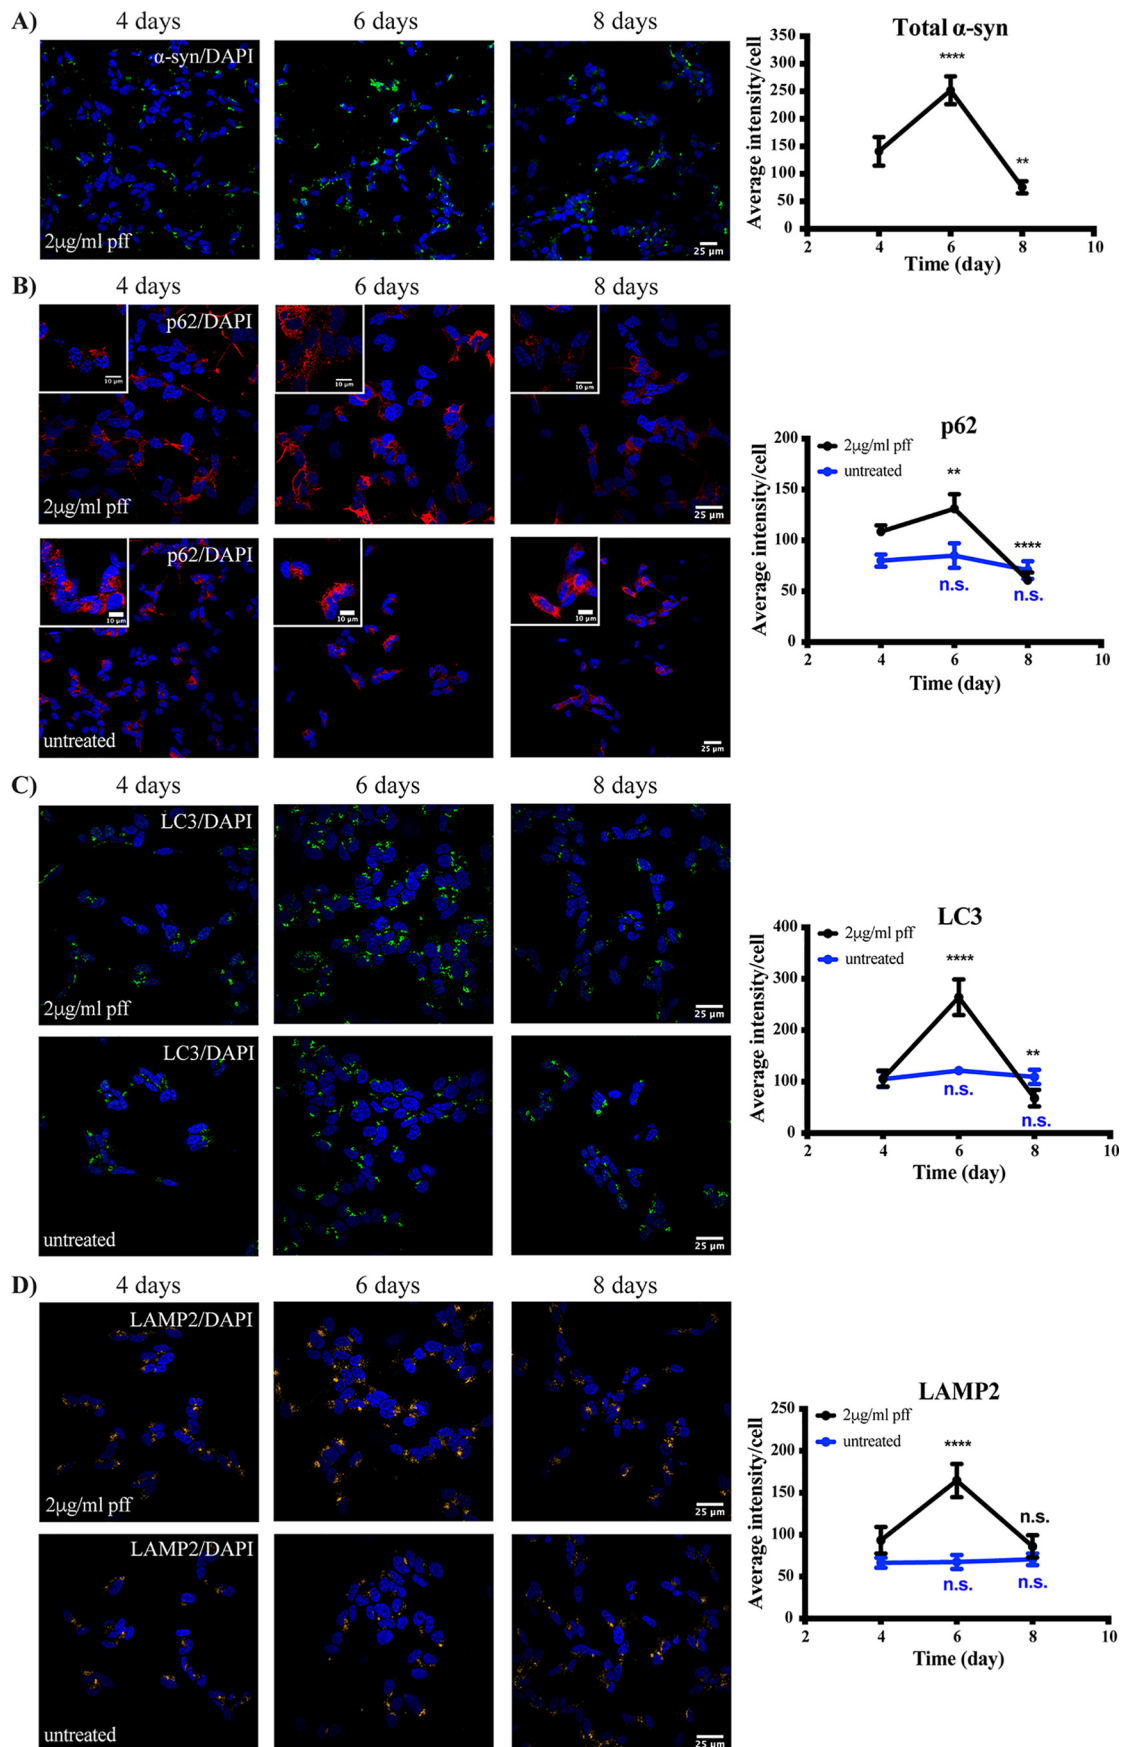 A) 4 days 6 days 8 days
α-syn/DAPI
2µg/ml pff
25 µm
Total α-syn
Average intensity/cell
350
300
250
200
150
100
50
0
****
**
2 4 6 8 10
Time (day)
B) 4 days 6 days 8 days
p62/DAPI
10 µm
10 µm
10 µm
2µg/ml pff
25 µm
p62/DAPI
10 µm
10 µm
10 µm
untreated
25 µm
p62
2µg/ml pff
untreated
Average intensity/cell
200
150
100
50
0
**
****
n.s.
n.s.
2 4 6 8 10
Time (day)
C) 4 days 6 days 8 days
LC3/DAPI
2µg/ml pff
25 µm
LC3/DAPI
untreated
25 µm
LC3
2µg/ml pff
untreated
Average intensity/cell
400
300
200
100
0
****
**
n.s.
n.s.
2 4 6 8 10
Time (day)
D) 4 days 6 days 8 days
LAMP2/DAPI
2µg/ml pff
25 µm
LAMP2/DAPI
untreated
25 µm
LAMP2
2µg/ml pff
untreated
Average intensity/cell
250
200
150
100
50
0
****
n.s.
n.s.
n.s.
2 4 6 8 10
Time (day)